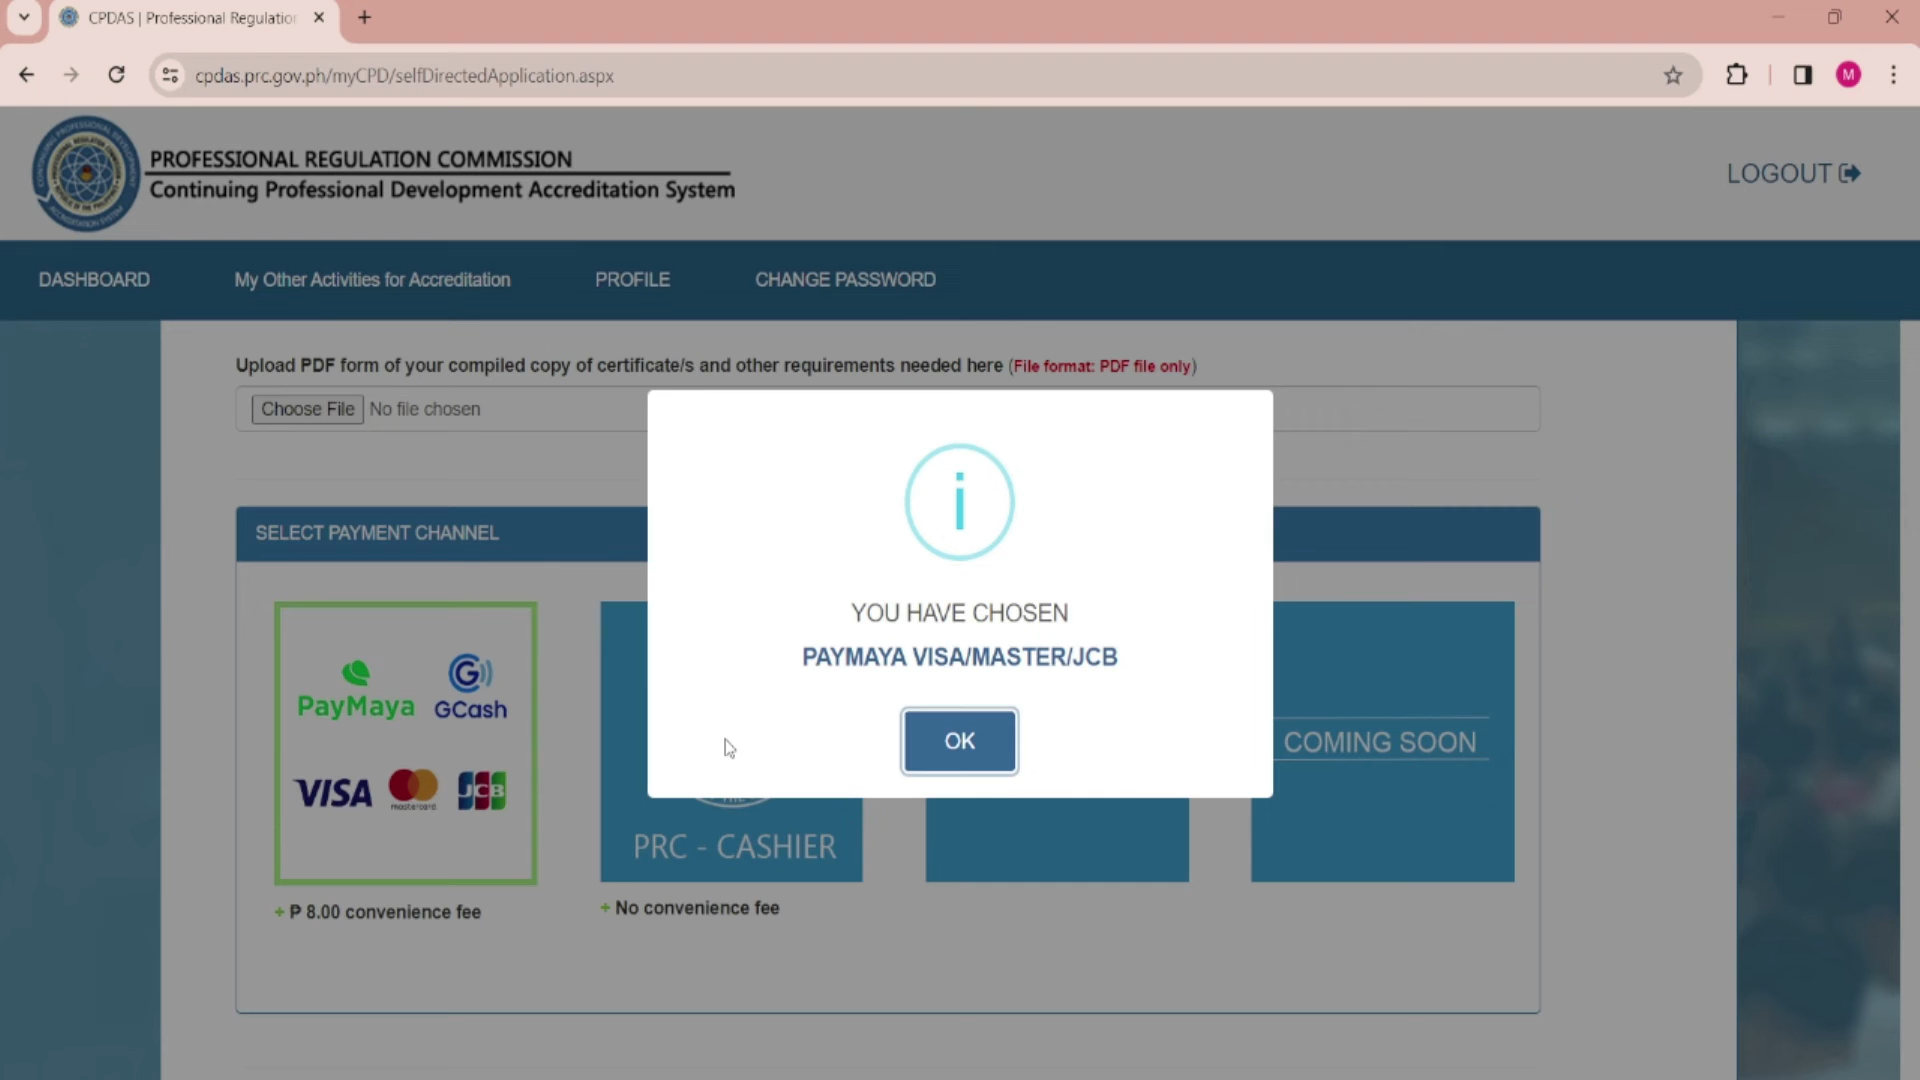 CPDAS | Professional Regulation
cpdas.prc.gov.ph/myCPD/selfDirectedApplication.aspx
M
PROFESSIONAL REGULATION COMMISSION
Continuing Professional Development Accreditation System
LOGOUT
DASHBOARD
My Other Activities for Accreditation
PROFILE
CHANGE PASSWORD
Upload PDF form of your compiled copy of certificate/s and other requirements needed here (File format: PDF file only)
Choose File No file chosen
SELECT PAYMENT CHANNEL
i
YOU HAVE CHOSEN
PAYMAYA VISA/MASTER/JCB
OK
PayMaya
GCash
VISA
mastercard
JCB
PRC - CASHIER
COMING SOON
+ ₱ 8.00 convenience fee
+ No convenience fee